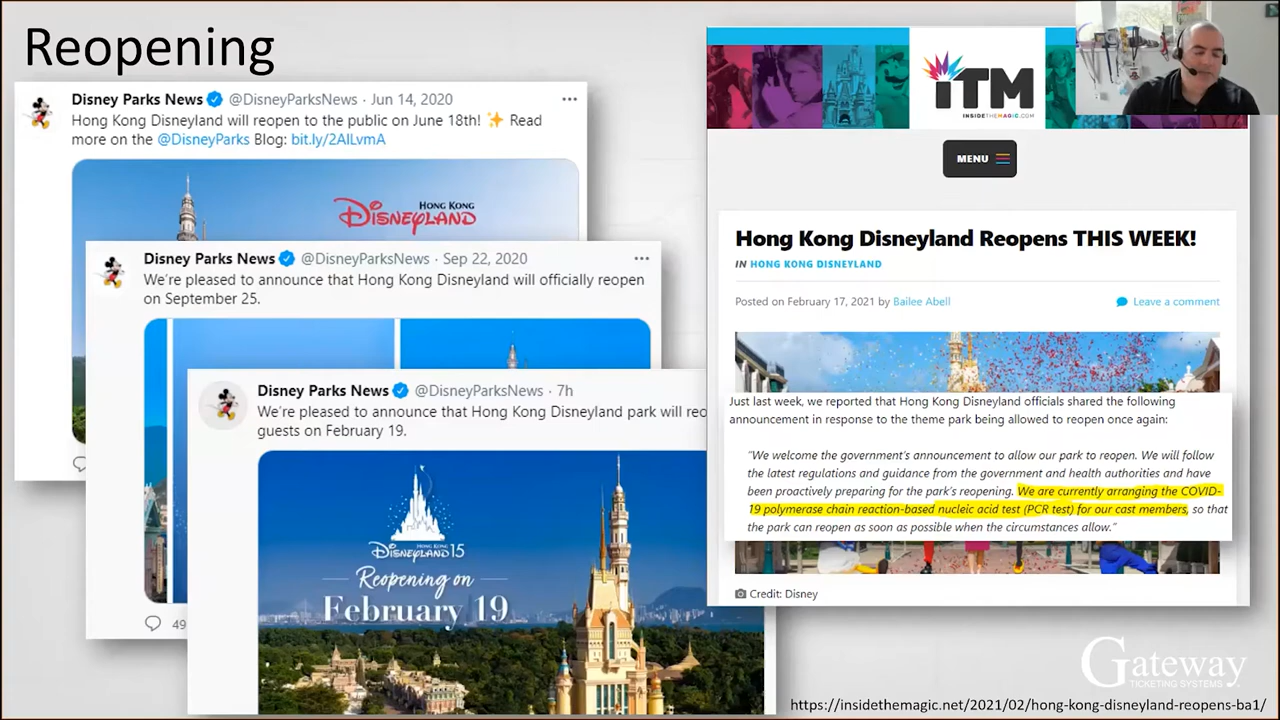 Reopening
Disney Parks News @DisneyParksNews · Jun 14, 2020
Hong Kong Disneyland will reopen to the public on June 18th! ✨ Read
more on the @DisneyParks Blog: bit.ly/2AlLvmA
HONG KONG
DISNEYLAND
Disney Parks News @DisneyParksNews · Sep 22, 2020
We're pleased to announce that Hong Kong Disneyland will officially reopen
on September 25.
49
Disney Parks News @DisneyParksNews · 7h
We're pleased to announce that Hong Kong Disneyland park will reo
guests on February 19.
HONG KONG
DISNEYLAND 15
Reopening on
February 19
iTM
INSIDETHEMAGIC.COM
MENU
Hong Kong Disneyland Reopens THIS WEEK!
IN HONG KONG DISNEYLAND
Posted on February 17, 2021 by Bailee Abell
Leave a comment
Just last week, we reported that Hong Kong Disneyland officials shared the following
announcement in response to the theme park being allowed to reopen once again:
"We welcome the government's announcement to allow our park to reopen. We will follow
the latest regulations and guidance from the government and health authorities and have
been proactively preparing for the park's reopening. We are currently arranging the COVID-
19 polymerase chain reaction-based nucleic acid test (PCR test) for our cast members, so that
the park can reopen as soon as possible when the circumstances allow."
Credit: Disney
Gateway
TICKETING SYSTEMS
https://insidethemagic.net/2021/02/hong-kong-disneyland-reopens-ba1/